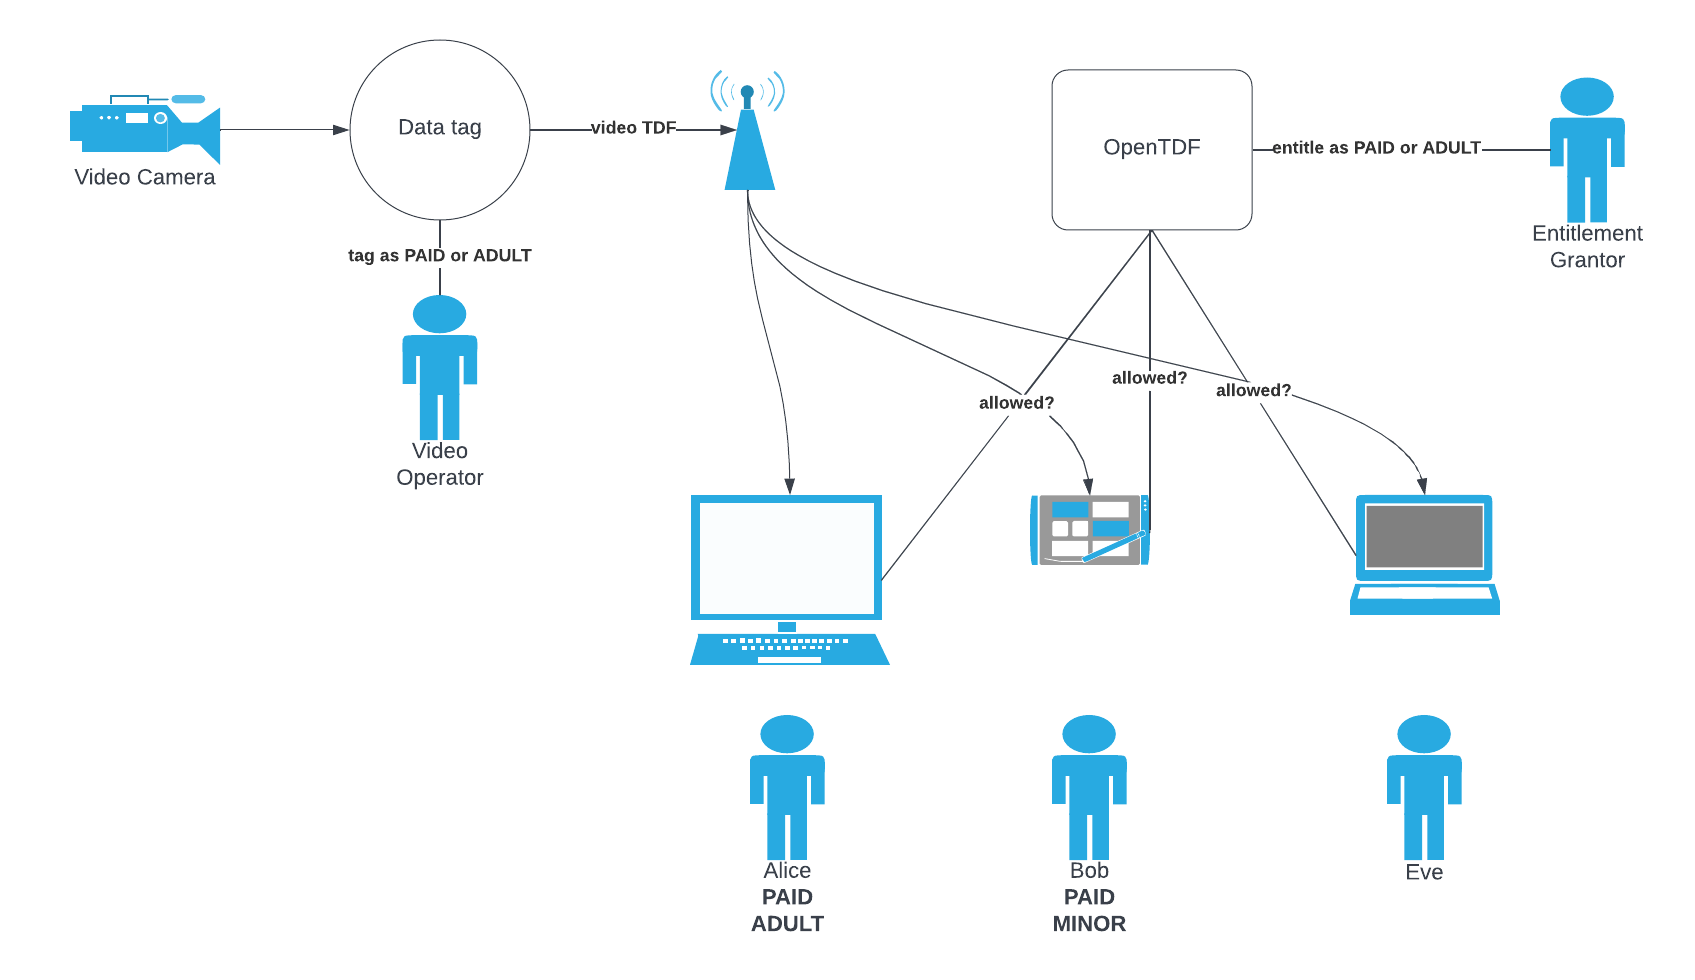 Data tag
video TDF
OpenTDF
entitle as PAID or ADULT
Video Camera
Entitlement
Grantor
tag as PAID or ADULT
Video
Operator
allowed?
allowed?
allowed?
Alice
PAID
ADULT
Bob
PAID
MINOR
Eve